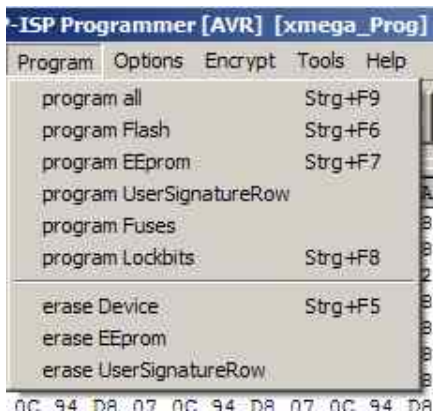 -ISP Programmer [AVR] [xmega_Prog]
Program Options Encrypt Tools Help
program all Strg+F9
program Flash Strg+F6
program EEprom Strg+F7
program UserSignatureRow
program Fuses
program Lockbits Strg+F8
erase Device Strg+F5
erase EEprom
erase UserSignatureRow
0C 94 D8 07 0C 94 D8 07 0C 94 D8